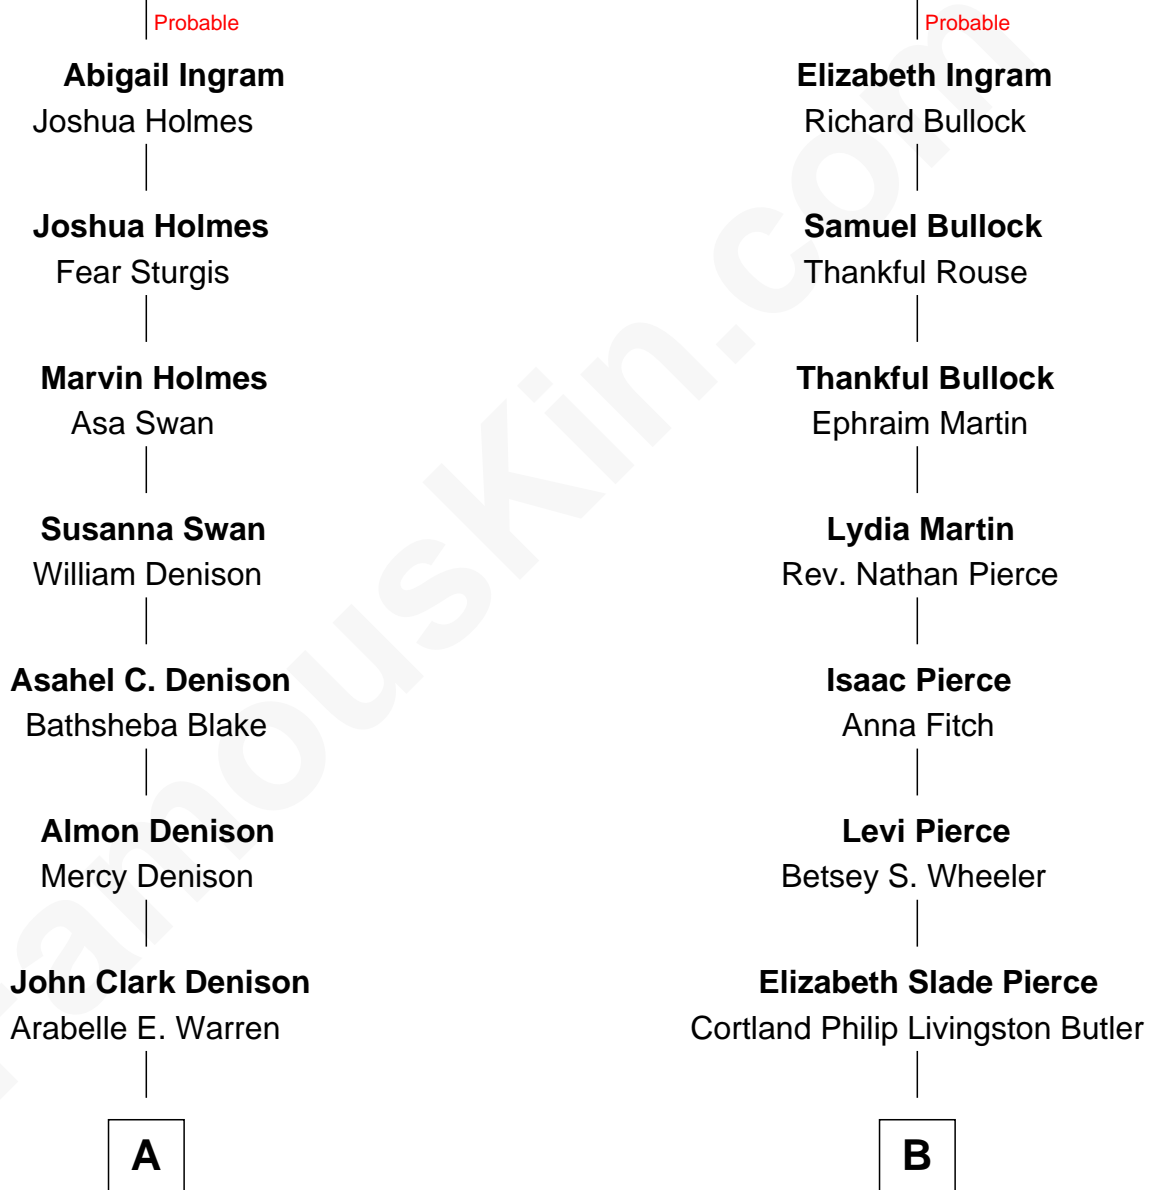 Probable
Abigail Ingram
Joshua Holmes
Joshua Holmes
Fear Sturgis
Marvin Holmes
Asa Swan
Susanna Swan
William Denison
Asahel C. Denison
Bathsheba Blake
Almon Denison
Mercy Denison
John Clark Denison
Arabelle E. Warren
A
Probable
Elizabeth Ingram
Richard Bullock
Samuel Bullock
Thankful Rouse
Thankful Bullock
Ephraim Martin
Lydia Martin
Rev. Nathan Pierce
Isaac Pierce
Anna Fitch
Levi Pierce
Betsey S. Wheeler
Elizabeth Slade Pierce
Cortland Philip Livingston Butler
B
FamousKin.com